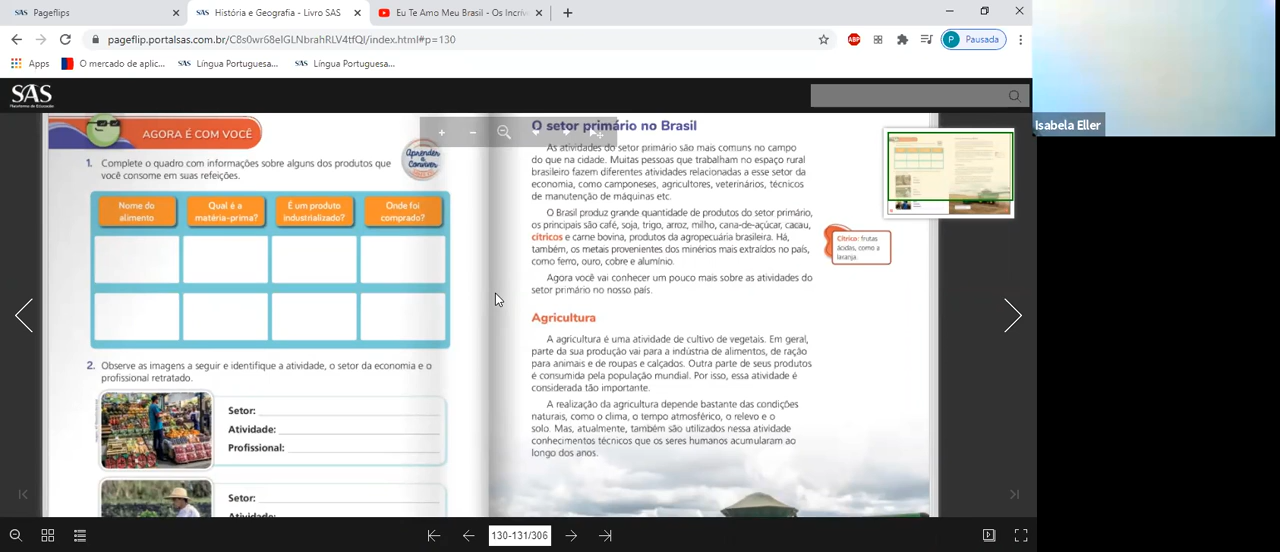 Pageflips
História e Geografia - Livro SAS
Eu Te Amo Meu Brasil - Os Incrív
pageflip.portalsas.com.br/C8s0wr68eIGLNbrahRLV4tfQI/index.html#p=130
ABP
P Pausada
Apps
O mercado de aplic...
Língua Portuguesa...
Língua Portuguesa...
SAS
Plataforma de Educação
Isabela Eller
AGORA É COM VOCÊ
Aprender e Conviver
1. Complete o quadro com informações sobre alguns dos produtos que
você consome em suas refeições.
Nome do alimento
Qual é a matéria-prima?
É um produto industrializado?
Onde foi comprado?
2. Observe as imagens a seguir e identifique a atividade, o setor da economia e o
profissional retratado.
Setor:
Atividade:
Profissional:
Setor:
Atividade:
O setor primário no Brasil
As atividades do setor primário são mais comuns no campo
do que na cidade. Muitas pessoas que trabalham no espaço rural
brasileiro fazem diferentes atividades relacionadas a esse setor da
economia, como camponeses, agricultores, veterinários, técnicos
de manutenção de máquinas etc.
O Brasil produz grande quantidade de produtos do setor primário,
os principais são café, soja, trigo, arroz, milho, cana-de-açúcar, cacau,
cítricos e carne bovina, produtos da agropecuária brasileira. Há,
também, os metais provenientes dos minérios mais extraídos no país,
como ferro, ouro, cobre e alumínio.
Agora você vai conhecer um pouco mais sobre as atividades do
setor primário no nosso país.
Cítrico: frutas
ácidas, como a
laranja.
Agricultura
A agricultura é uma atividade de cultivo de vegetais. Em geral,
parte da sua produção vai para a indústria de alimentos, de ração
para animais e de roupas e calçados. Outra parte de seus produtos
é consumida pela população mundial. Por isso, essa atividade é
considerada tão importante.
A realização da agricultura depende bastante das condições
naturais, como o clima, o tempo atmosférico, o relevo e o
solo. Mas, atualmente, também são utilizados nessa atividade
conhecimentos técnicos que os seres humanos acumularam ao
longo dos anos.
130-131/306